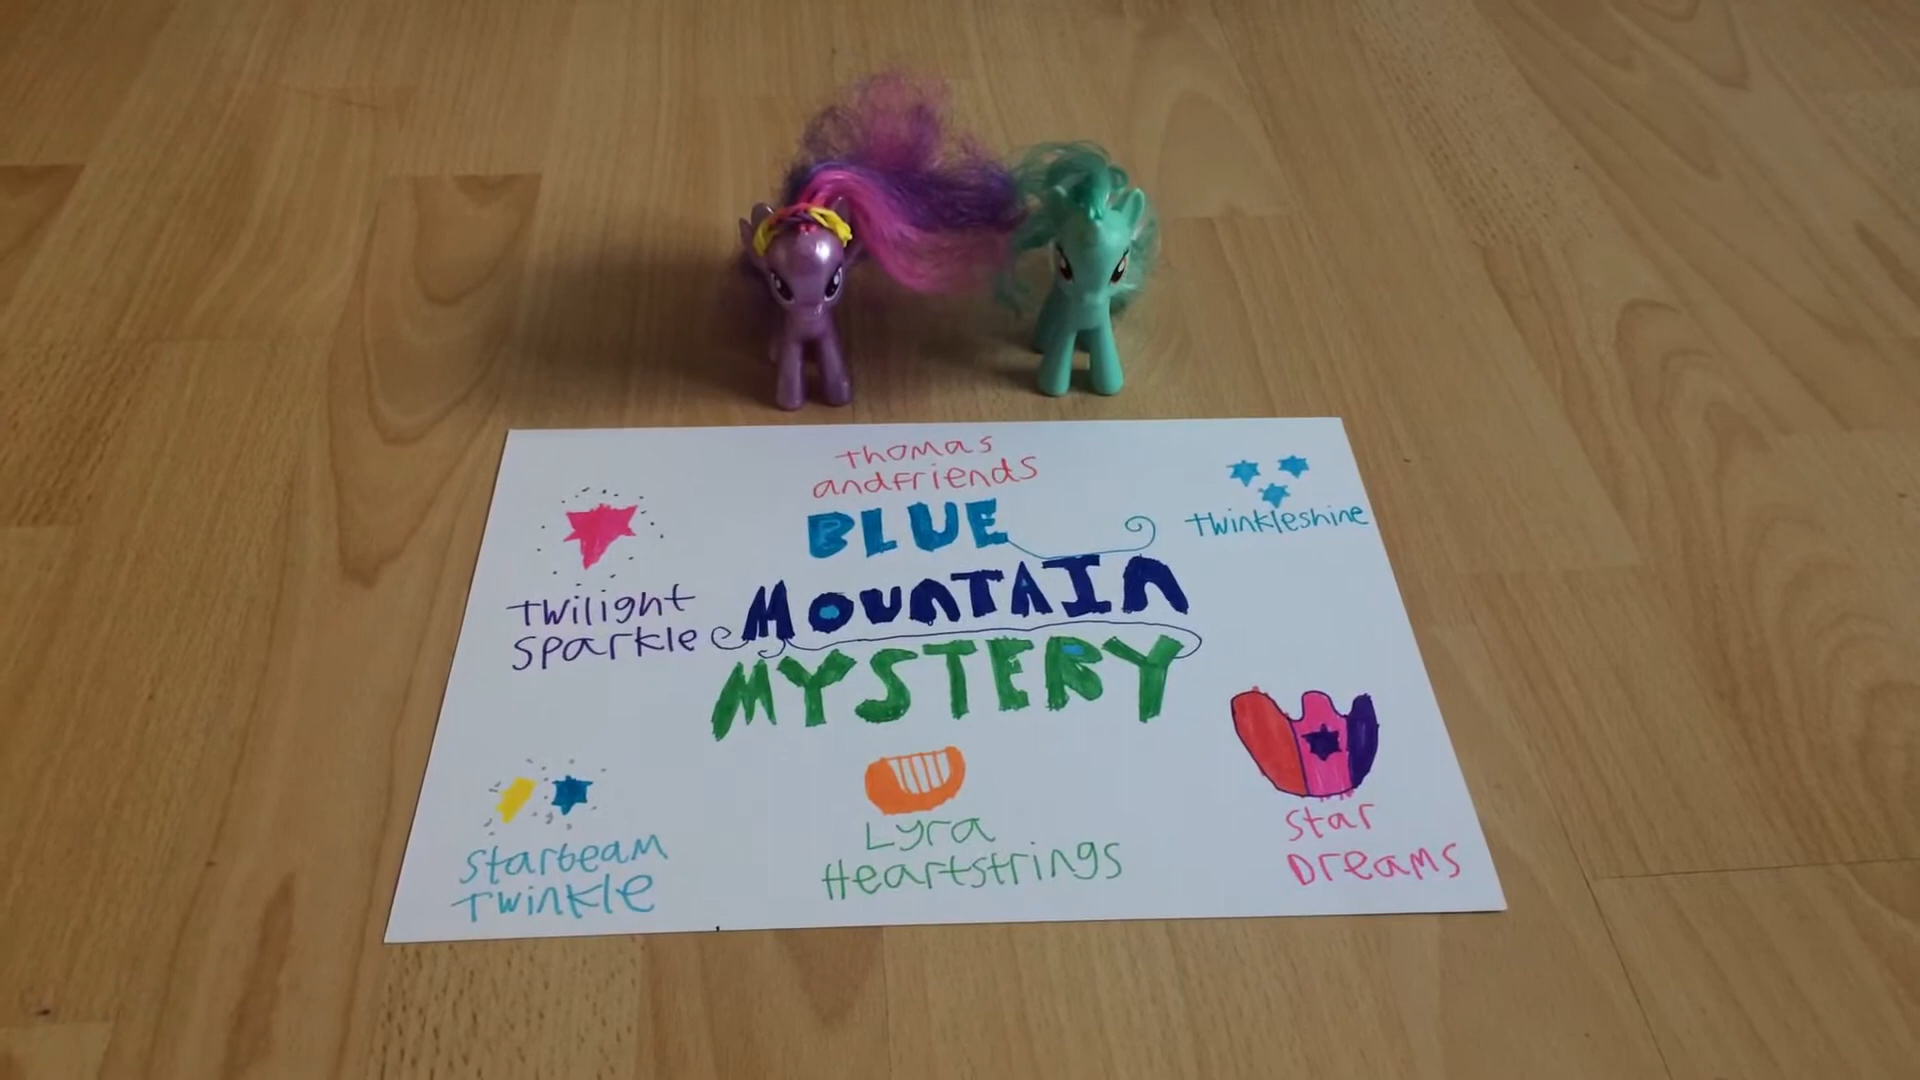 Thomas
andfriends
BLUE
MOUNTAIN
MYSTERY
Twinkleshine
Twilight
Sparkle
Starbeam
Twinkle
Lyra
Heartstrings
Star
Dreams